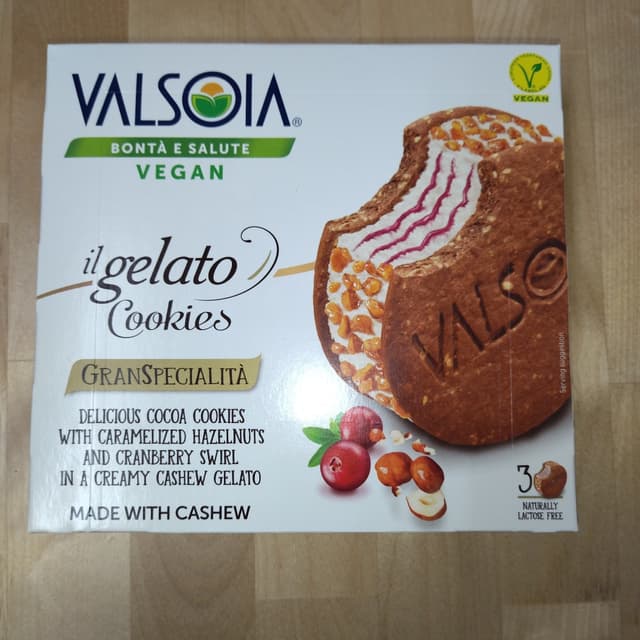 VALSOIA®
BONTÀ E SALUTE
VEGAN
VEGAN
il gelato
Cookies
GRANSPECIALITÀ
DELICIOUS COCOA COOKIES
WITH CARAMELIZED HAZELNUTS
AND CRANBERRY SWIRL
IN A CREAMY CASHEW GELATO
MADE WITH CASHEW
VALSO
Serving suggestion
3
NATURALLY
LACTOSE FREE